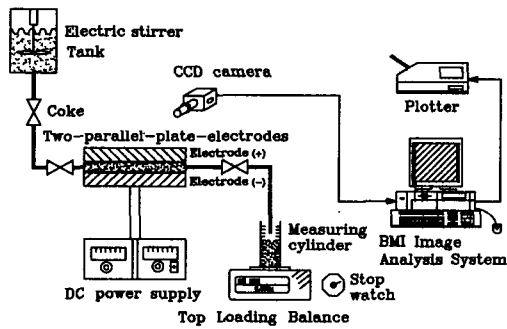 Electric stirrer
Tank
CCD camera
Plotter
Coke
Two-parallel-plate-electrodes
Electrode (+)
Electrode (-)
Measuring
cylinder
BMI Image
Analysis System
DC power supply
Stop
watch
Top Loading Balance